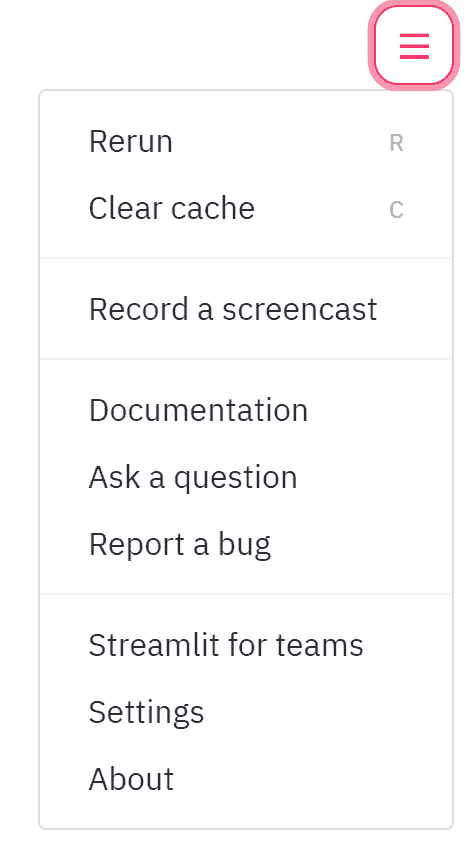 Rerun R
Clear cache C
Record a screencast
Documentation
Ask a question
Report a bug
Streamlit for teams
Settings
About